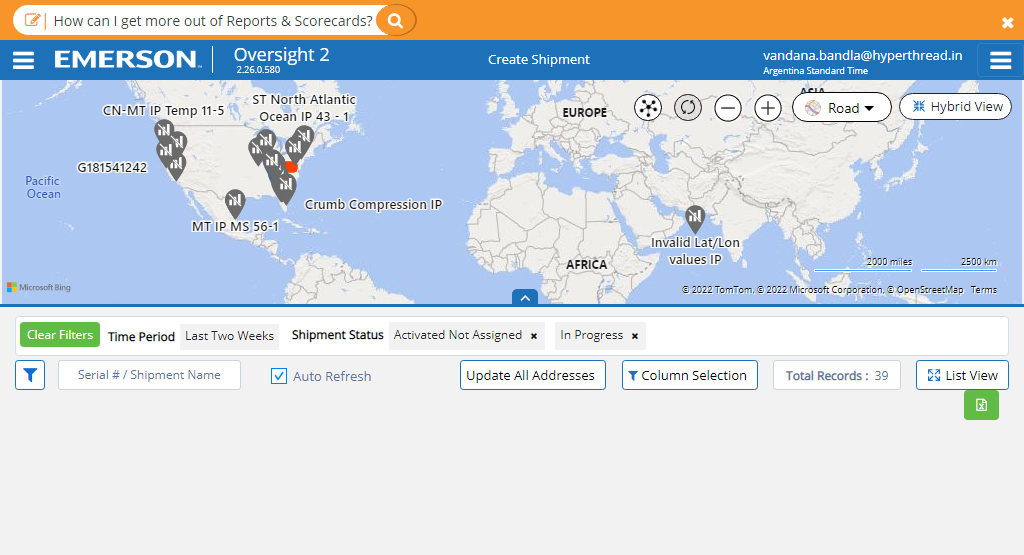 How can I get more out of Reports & Scorecards?
EMERSON
Oversight 2
2.26.0.580
Create Shipment
vandana.bandla@hyperthread.in
Argentina Standard Time
ASIA
CN-MT IP Temp 11-5
ST North Atlantic
Ocean IP 43 - 1
EUROPE
Road
Hybrid View
G181541242
Pacific
Ocean
Crumb Compression IP
MT IP MS 56-1
Invalid Lat/Lon
values IP
AFRICA
2000 miles
2500 km
Microsoft Bing
© 2022 TomTom, © 2022 Microsoft Corporation, © OpenStreetMap Terms
Clear Filters
Time Period
Last Two Weeks
Shipment Status
Activated Not Assigned ×
In Progress ×
Serial # / Shipment Name
Auto Refresh
Update All Addresses
Column Selection
Total Records : 39
List View